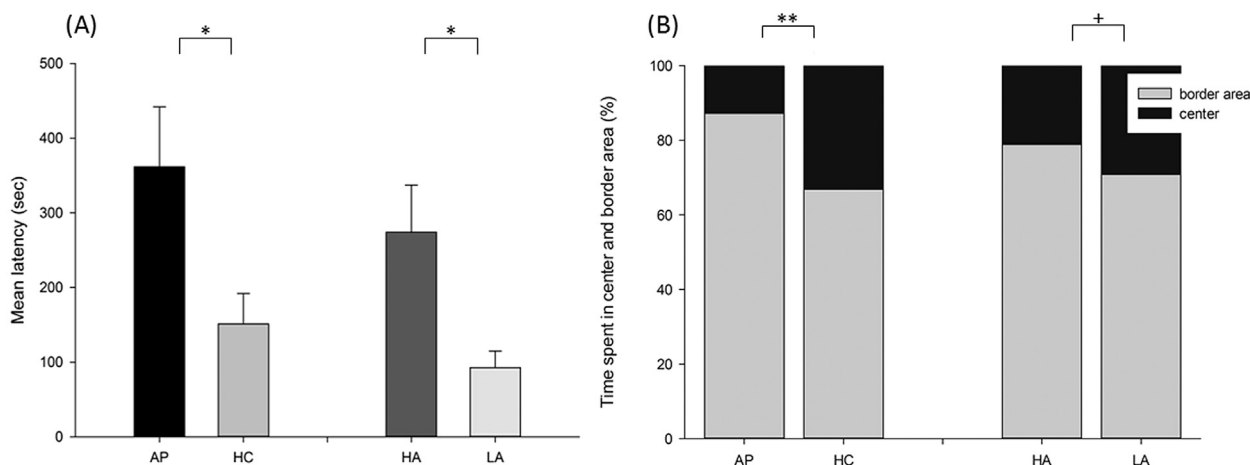 (A)
*
*
500
400
300
200
100
0
Mean latency (sec)
AP
HC
HA
LA
(B)
**
+
100
80
60
40
20
0
Time spent in center and border area (%)
border area
center
AP
HC
HA
LA